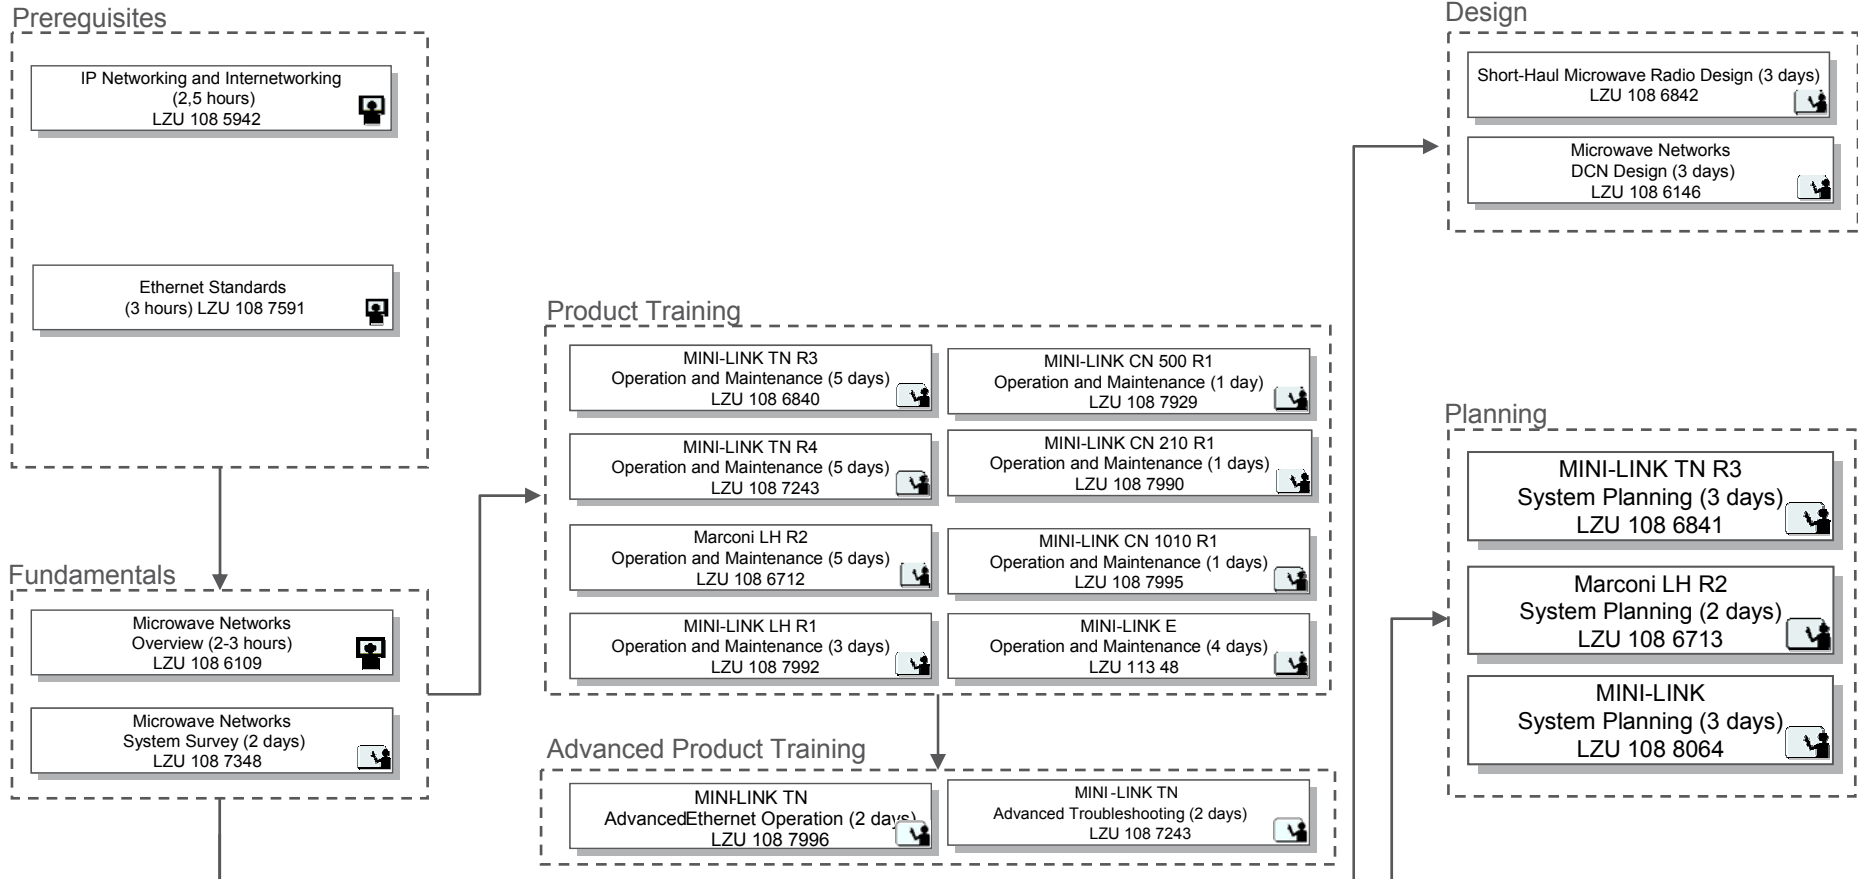 Prerequisites
IP Networking and Internetworking
(2,5 hours)
LZU 108 5942
Ethernet Standards
(3 hours) LZU 108 7591
Fundamentals
Microwave Networks
Overview (2-3 hours)
LZU 108 6109
Microwave Networks
System Survey (2 days)
LZU 108 7348
Product Training
MINI-LINK TN R3
Operation and Maintenance (5 days)
LZU 108 6840
MINI-LINK CN 500 R1
Operation and Maintenance (1 day)
LZU 108 7929
MINI-LINK TN R4
Operation and Maintenance (5 days)
LZU 108 7243
MINI-LINK CN 210 R1
Operation and Maintenance (1 days)
LZU 108 7990
Marconi LH R2
Operation and Maintenance (5 days)
LZU 108 6712
MINI-LINK CN 1010 R1
Operation and Maintenance (1 days)
LZU 108 7995
MINI-LINK LH R1
Operation and Maintenance (3 days)
LZU 108 7992
MINI-LINK E
Operation and Maintenance (4 days)
LZU 113 48
Advanced Product Training
MINI-LINK TN
AdvancedEthernet Operation (2 days)
LZU 108 7996
MINI-LINK TN
Advanced Troubleshooting (2 days)
LZU 108 7243
Design
Short-Haul Microwave Radio Design (3 days)
LZU 108 6842
Microwave Networks
DCN Design (3 days)
LZU 108 6146
Planning
MINI-LINK TN R3
System Planning (3 days)
LZU 108 6841
Marconi LH R2
System Planning (2 days)
LZU 108 6713
MINI-LINK
System Planning (3 days)
LZU 108 8064